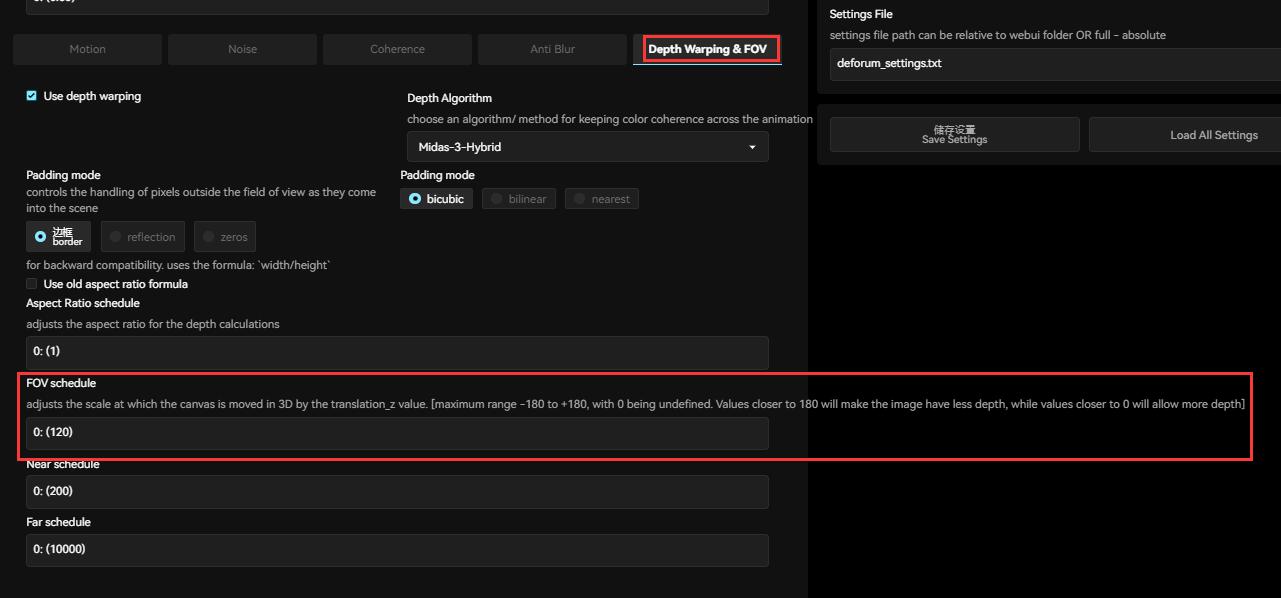 Settings File
settings file path can be relative to webui folder OR full - absolute
deforum_settings.txt
储存设置
Save Settings
Load All Settings
Motion
Noise
Coherence
Anti Blur
Depth Warping & FOV
Use depth warping
Depth Algorithm
choose an algorithm/ method for keeping color coherence across the animation
Midas-3-Hybrid
Padding mode
controls the handling of pixels outside the field of view as they come
into the scene
边框
border
reflection
zeros
Padding mode
bicubic
bilinear
nearest
for backward compatibility. uses the formula: `width/height`
Use old aspect ratio formula
Aspect Ratio schedule
adjusts the aspect ratio for the depth calculations
0: (1)
FOV schedule
adjusts the scale at which the canvas is moved in 3D by the translation_z value. [maximum range -180 to +180, with 0 being undefined. Values closer to 180 will make the image have less depth, while values closer to 0 will allow more depth]
0: (120)
Near schedule
0: (200)
Far schedule
0: (10000)